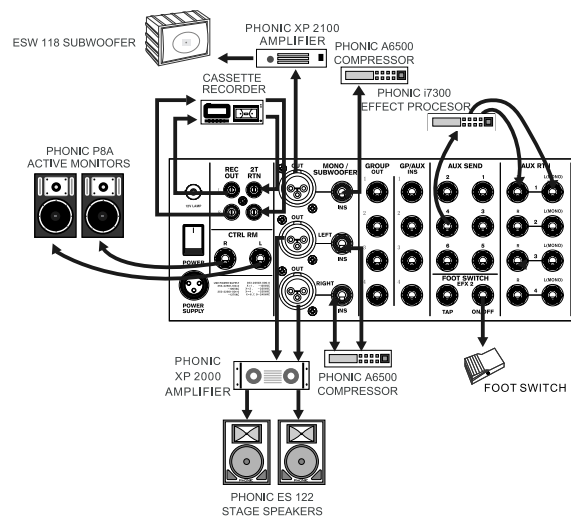 ESW 118 SUBWOOFER
PHONIC XP 2100
AMPLIFIER
PHONIC A6500
COMPRESSOR
CASSETTE
RECORDER
PHONIC i7300
EFFECT PROCESOR
PHONIC P8A
ACTIVE MONITORS
REC
OUT
2T
RTN
OUT
MONO /
SUBWOOFER
GROUP
OUT
GP/AUX
INS
AUX SEND
AUX RTN
2
1
1
L(MONO)
12V LAMP
INS
4
3
R
2
L(MONO)
OUT
LEFT
CTRL RM
R
L
INS
6
5
R
3
L(MONO)
POWER
OUT
RIGHT
FOOT SWITCH
EFX 2
R
4
L(MONO)
POWER
SUPPLY
INS
TAP
ON/OFF
PHONIC
XP 2000
AMPLIFIER
PHONIC A6500
COMPRESSOR
FOOT SWITCH
PHONIC ES 122
STAGE SPEAKERS